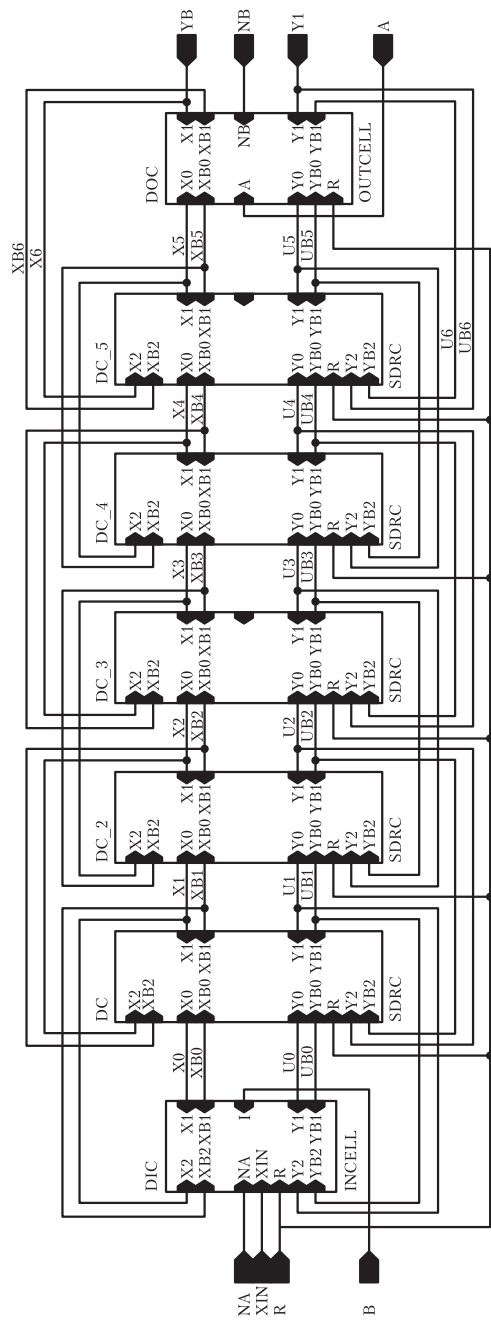 NA
XIN
R
B
DIC
X2
XB2
NA
XIN
R
Y2
YB2
X1
XB1
I
Y1
YB1
INCELL
X0
XB0
U0
UB0
DC
X2
XB2
X0
XB0
Y0
YB0
R
Y2
YB2
X1
XB1
Y1
YB1
SDRC
X1
XB1
U1
UB1
DC_2
X2
XB2
X0
XB0
Y0
YB0
R
Y2
YB2
X1
XB1
Y1
YB1
SDRC
X2
XB2
U2
UB2
DC_3
X2
XB2
X0
XB0
Y0
YB0
R
Y2
YB2
X1
XB1
Y1
YB1
SDRC
X3
XB3
U3
UB3
DC_4
X2
XB2
X0
XB0
Y0
YB0
R
Y2
YB2
X1
XB1
Y1
YB1
SDRC
X4
XB4
U4
UB4
DC_5
X2
XB2
X0
XB0
Y0
YB0
R
Y2
YB2
X1
XB1
Y1
YB1
SDRC
XB6
X6
X5
XB5
U5
UB5
U6
UB6
DOC
X0
XB0
A
Y0
YB0
R
X1
XB1
NB
Y1
YB1
OUTCELL
YB
NB
Y1
A